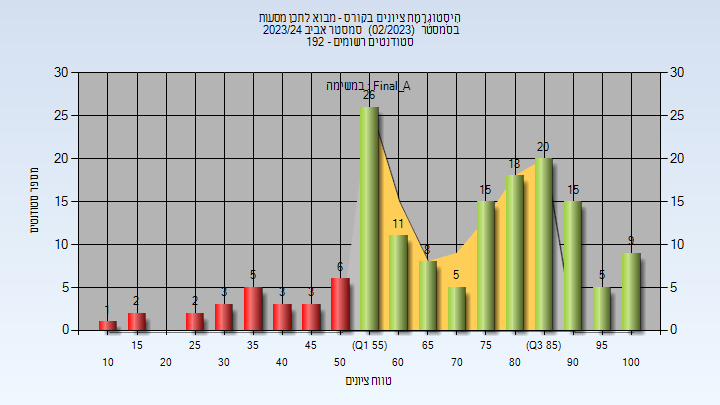 היסטוגרמת ציונים בקורס - מבוא לתכן מסעות
בסמסטר (02/2023) סמסטר אביב 2023/24
סטודנטים רשומים - 192
במשימה : Final_A
30 30
25 25
20 20
15 15
10 10
5 5
0 0
מספר סטודנטים
1 2 2 3 5 3 3 6 26 11 8 5 15 18 20 15 5 9
15 25 35 45 (Q1 55) 65 75 (Q3 85) 95
10 20 30 40 50 60 70 80 90 100
טווח ציונים